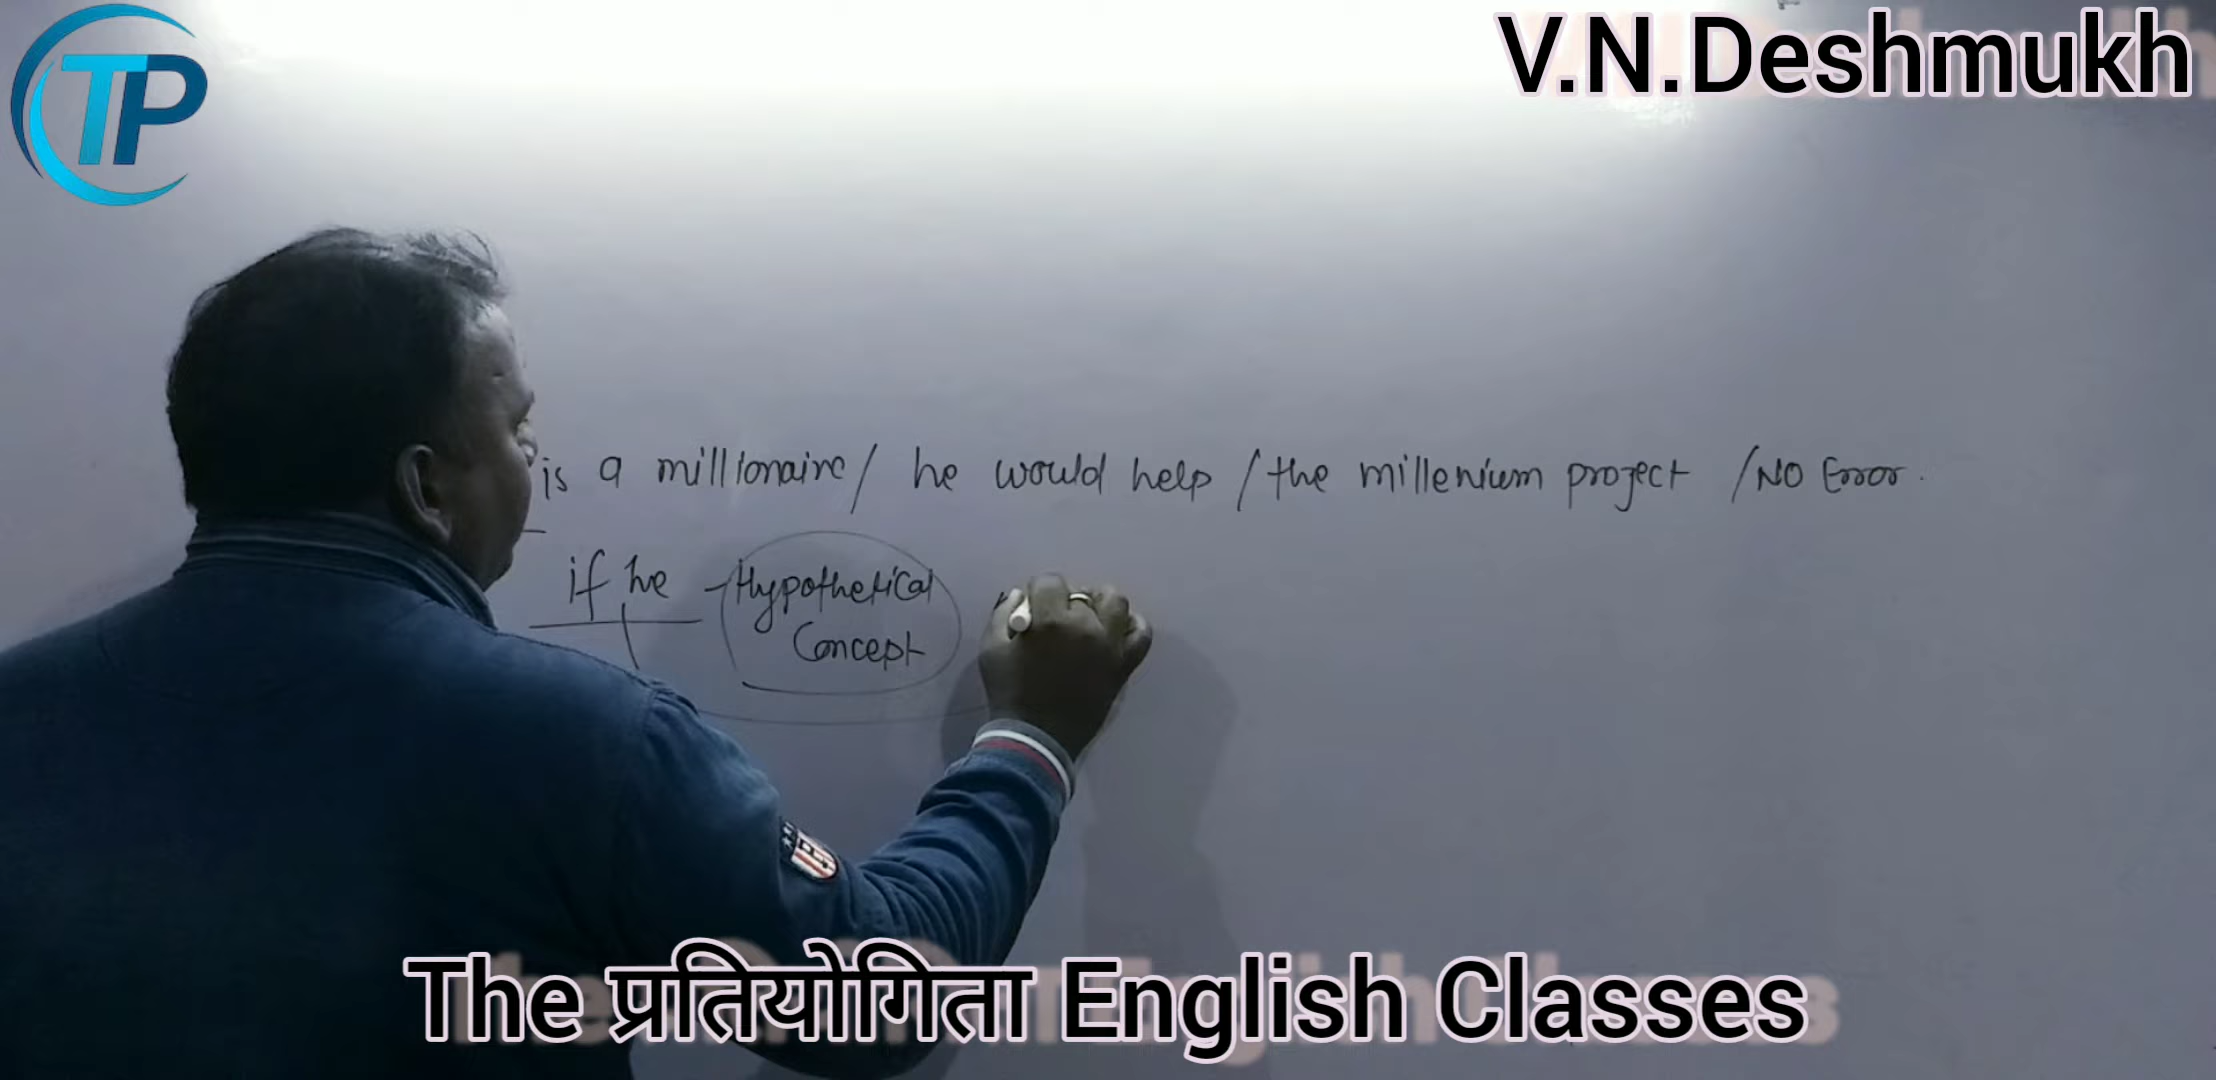 TP
V.N.Deshmukh
is a millionaire / he would help / the millenium project / No Error.
if he - Hypothetical
Concept
The प्रतियोगिता English Classes